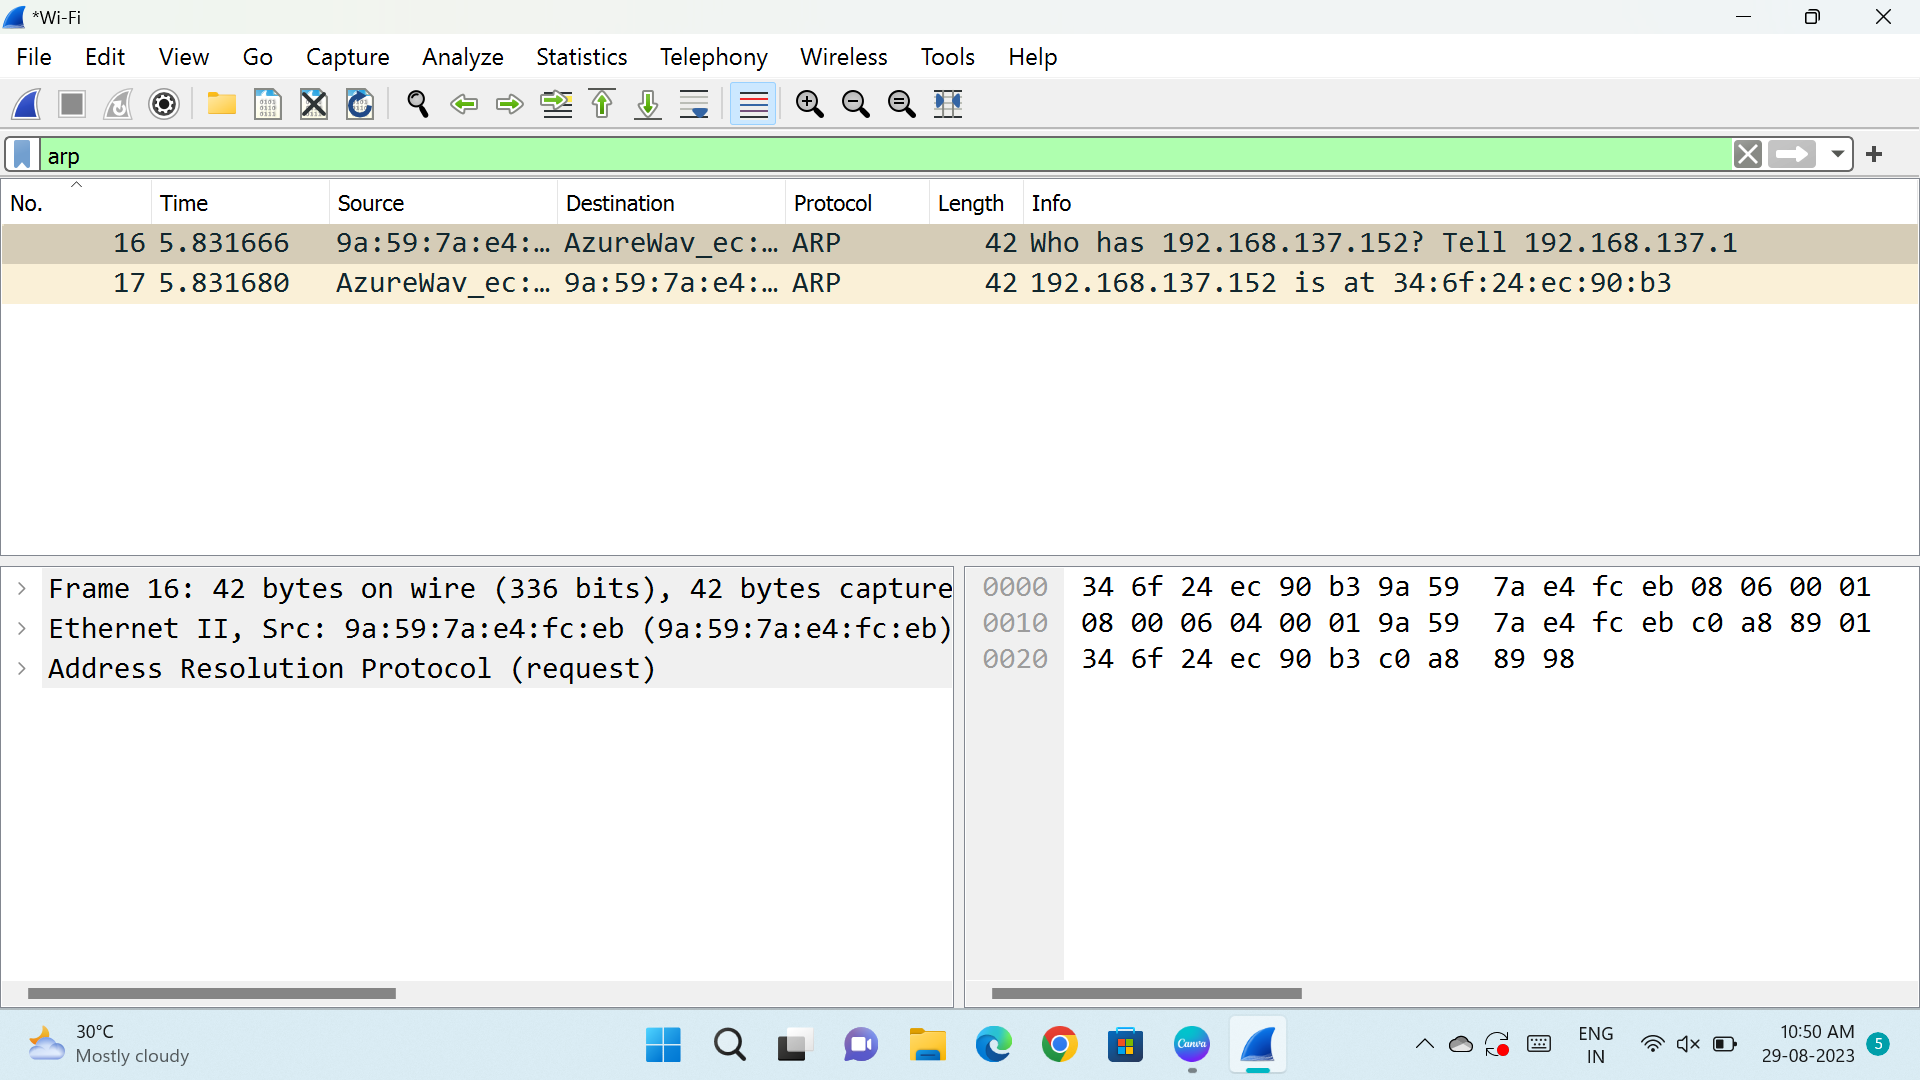 *Wi-Fi
File Edit View Go Capture Analyze Statistics Telephony Wireless Tools Help
arp
No. Time Source Destination Protocol Length Info
16 5.831666 9a:59:7a:e4:… AzureWav_ec:… ARP 42 Who has 192.168.137.152? Tell 192.168.137.1
17 5.831680 AzureWav_ec:… 9a:59:7a:e4:… ARP 42 192.168.137.152 is at 34:6f:24:ec:90:b3
Frame 16: 42 bytes on wire (336 bits), 42 bytes capture
Ethernet II, Src: 9a:59:7a:e4:fc:eb (9a:59:7a:e4:fc:eb)
Address Resolution Protocol (request)
0000 34 6f 24 ec 90 b3 9a 59 7a e4 fc eb 08 06 00 01
0010 08 00 06 04 00 01 9a 59 7a e4 fc eb c0 a8 89 01
0020 34 6f 24 ec 90 b3 c0 a8 89 98
30°C
Mostly cloudy
Canva
ENG
IN
10:50 AM
29-08-2023
5